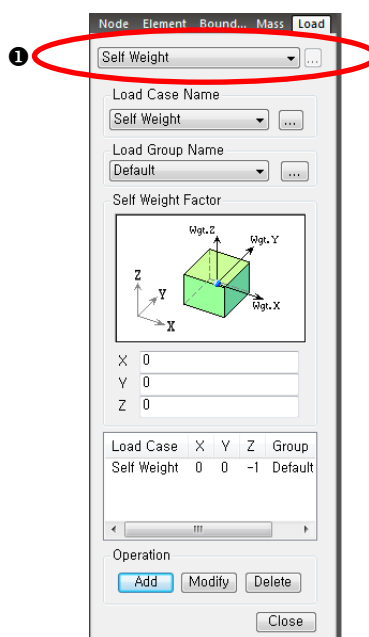 Node Element Bound... Mass Load
❶
Self Weight ...
Load Case Name
Self Weight ...
Load Group Name
Default ...
Self Weight Factor
Wgt.Z
Wgt.Y
Z
Y
Wgt.X
X
X 0
Y 0
Z 0
Load Case X Y Z Group
Self Weight 0 0 -1 Default
Operation
Add Modify Delete
Close